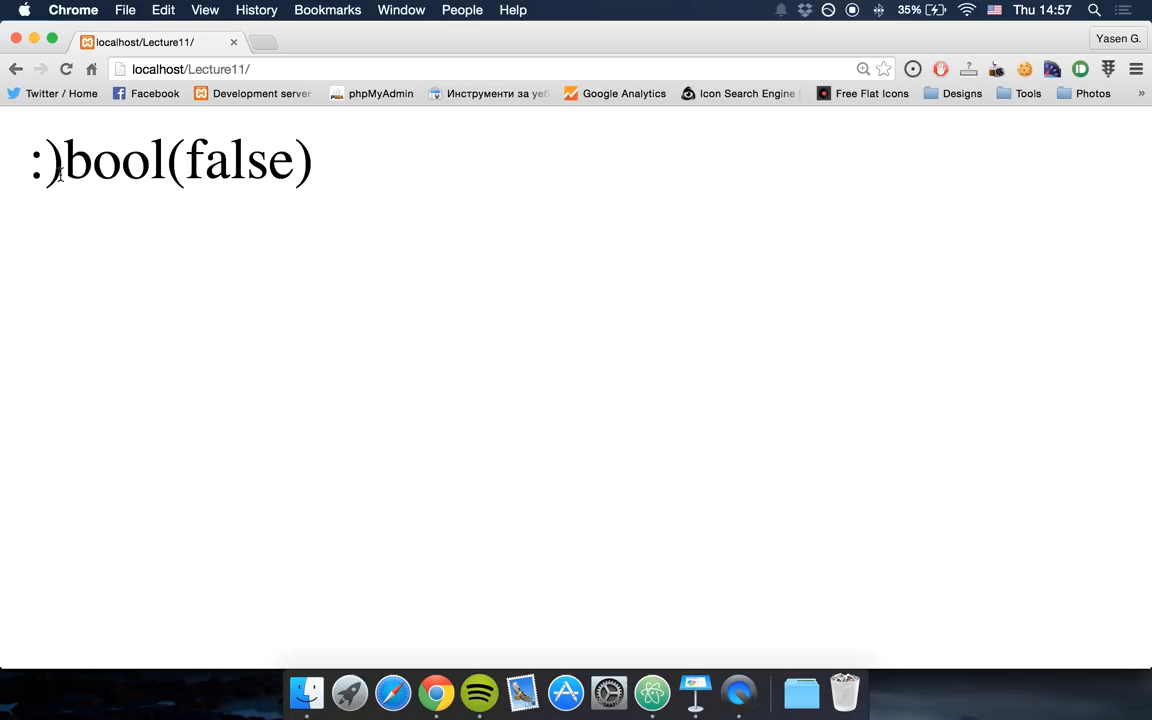 Chrome File Edit View History Bookmarks Window People Help 35% Thu 14:57
localhost/Lecture11/ Yasen G.
localhost/Lecture11/
Twitter / Home Facebook Development server phpMyAdmin Инструменти за уеб Google Analytics Icon Search Engine Free Flat Icons Designs Tools Photos »
:)bool(false)